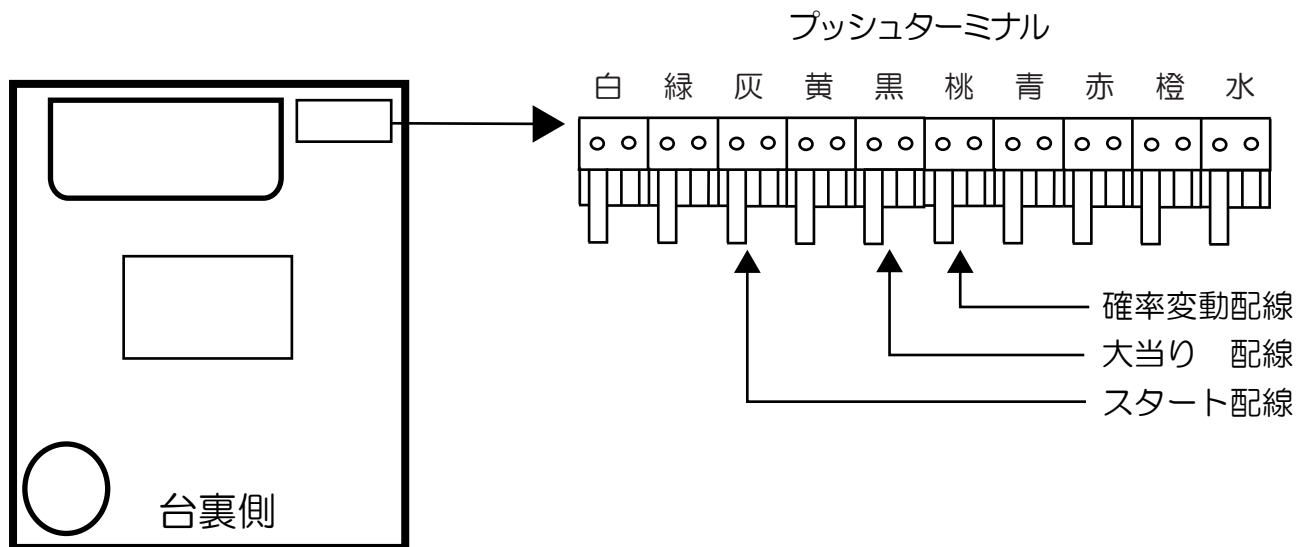 プッシュターミナル
白 緑 灰 黄 黒 桃 青 赤 橙 水
確率変動配線
大当り　配線
スタート配線
台裏側